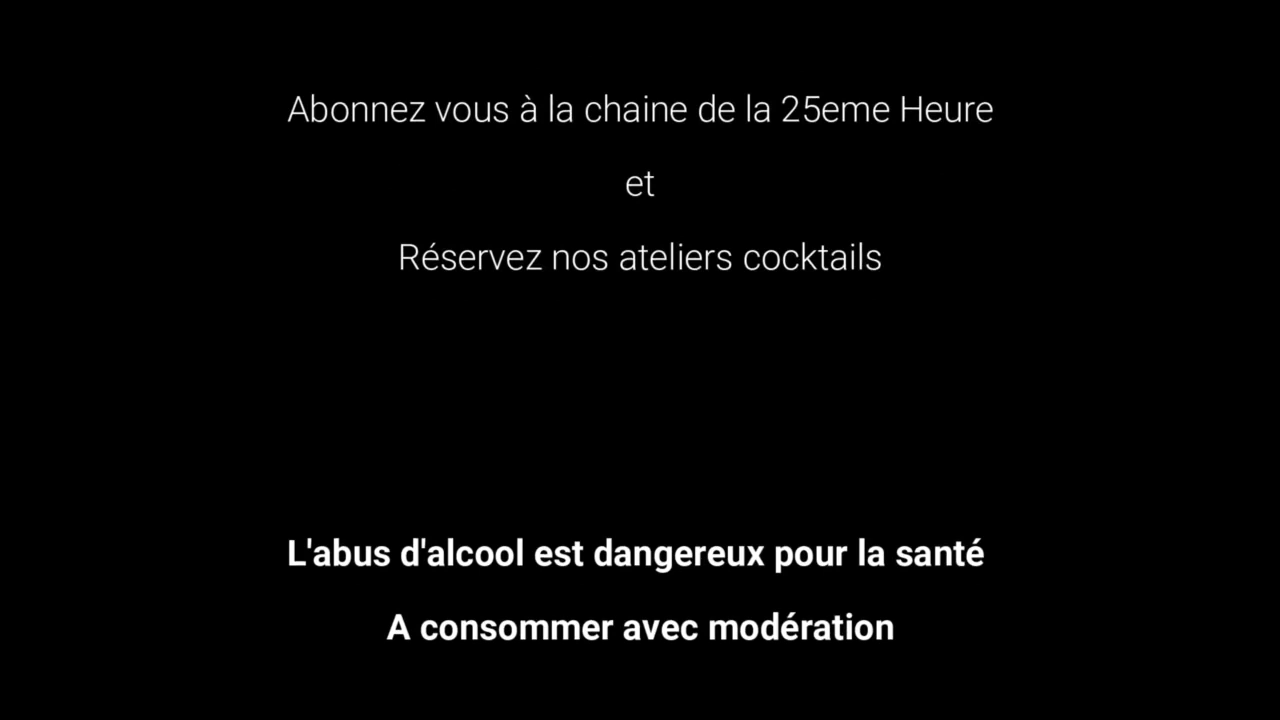 Abonnez vous à la chaine de la 25eme Heure
et
Réservez nos ateliers cocktails
L'abus d'alcool est dangereux pour la santé
A consommer avec modération